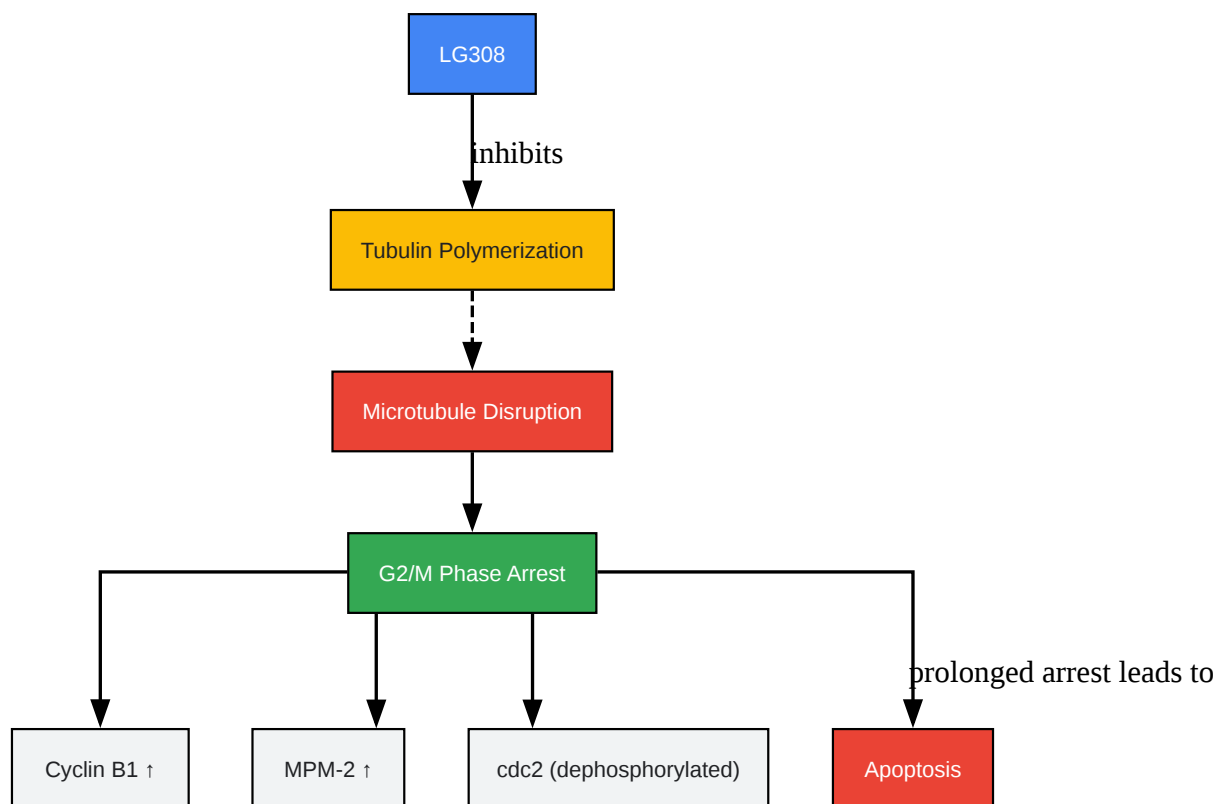 LG308
inhibits
Tubulin Polymerization
Microtubule Disruption
G2/M Phase Arrest
prolonged arrest leads to
Cyclin B1 ↑
MPM-2 ↑
cdc2 (dephosphorylated)
Apoptosis